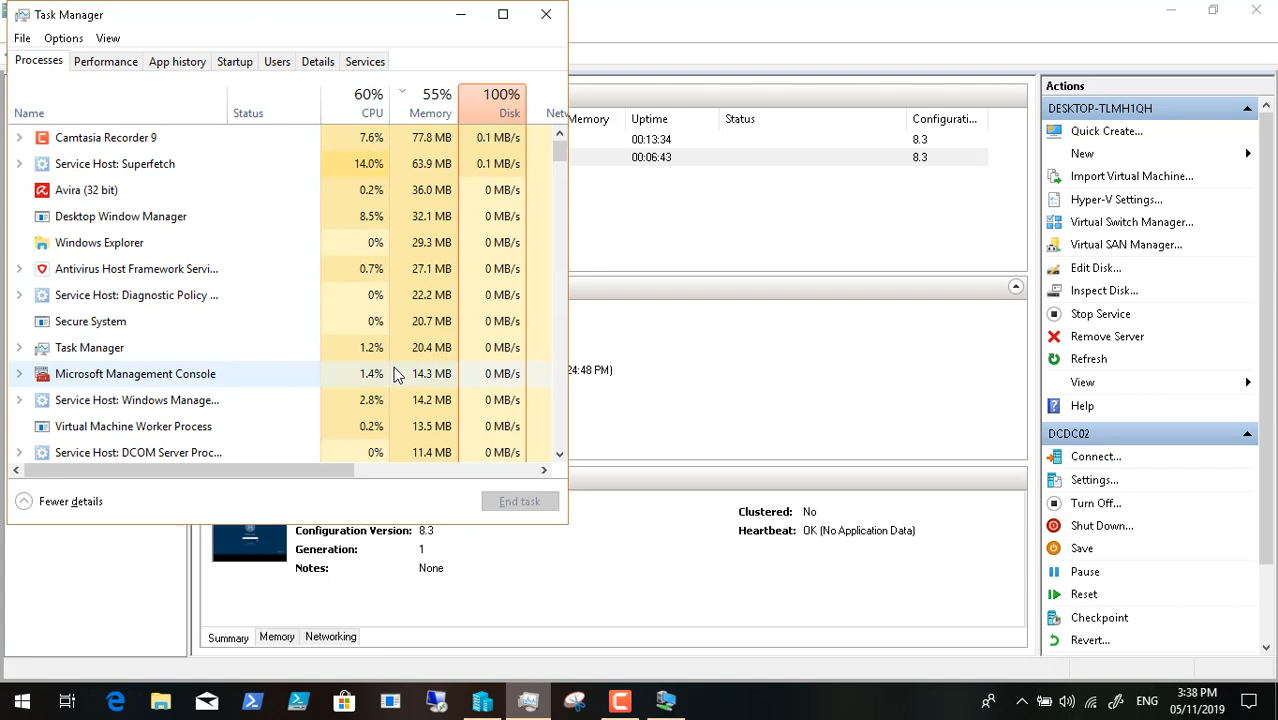 Task Manager
File Options View
Processes Performance App history Startup Users Details Services
60% 55% 100%
Name Status CPU Memory Disk Netv
Camtasia Recorder 9 7.6% 77.8 MB 0.1 MB/s
Service Host: Superfetch 14.0% 63.9 MB 0.1 MB/s
Avira (32 bit) 0.2% 36.0 MB 0 MB/s
Desktop Window Manager 8.5% 32.1 MB 0 MB/s
Windows Explorer 0% 29.3 MB 0 MB/s
Antivirus Host Framework Servi... 0.7% 27.1 MB 0 MB/s
Service Host: Diagnostic Policy ... 0% 22.2 MB 0 MB/s
Secure System 0% 20.7 MB 0 MB/s
Task Manager 1.2% 20.4 MB 0 MB/s
Microsoft Management Console 1.4% 14.3 MB 0 MB/s
Service Host: Windows Manage... 2.8% 14.2 MB 0 MB/s
Virtual Machine Worker Process 0.2% 13.5 MB 0 MB/s
Service Host: DCOM Server Proc... 0% 11.4 MB 0 MB/s
Fewer details End task
Memory Uptime Status Configurati...
00:13:34 8.3
00:06:43 8.3
24:48 PM)
Configuration Version: 8.3
Generation: 1
Notes: None
Clustered: No
Heartbeat: OK (No Application Data)
Summary Memory Networking
Actions
DESKTOP-TLMH1QH
Quick Create...
New
Import Virtual Machine...
Hyper-V Settings...
Virtual Switch Manager...
Virtual SAN Manager...
Edit Disk...
Inspect Disk...
Stop Service
Remove Server
Refresh
View
Help
DCDC02
Connect...
Settings...
Turn Off...
Shut Down...
Save
Pause
Reset
Checkpoint
Revert...
ENG
3:38 PM
05/11/2019